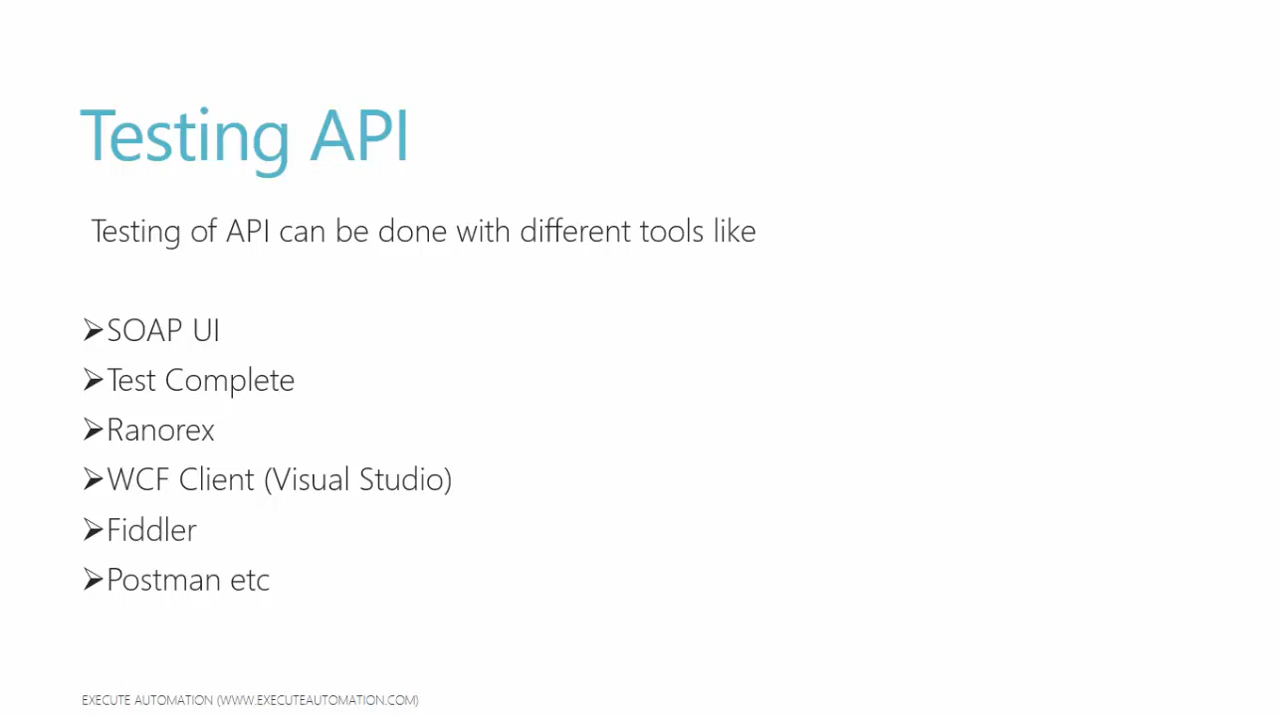 Testing API
Testing of API can be done with different tools like
➢SOAP UI
➢Test Complete
➢Ranorex
➢WCF Client (Visual Studio)
➢Fiddler
➢Postman etc
EXECUTE AUTOMATION (WWW.EXECUTEAUTOMATION.COM)